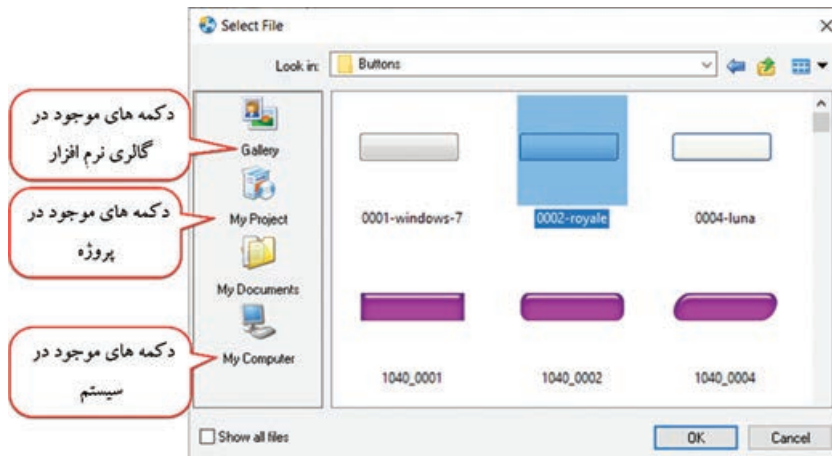 Select File
Look in:
Buttons
دکمه های موجود در
گالری نرم افزار
Gallery
دکمه های موجود در
پروژه
My Project
My Documents
دکمه های موجود در
سیستم
My Computer
0001-windows-7
0002-royale
0004-luna
1040_0001
1040_0002
1040_0004
Show all files
OK
Cancel